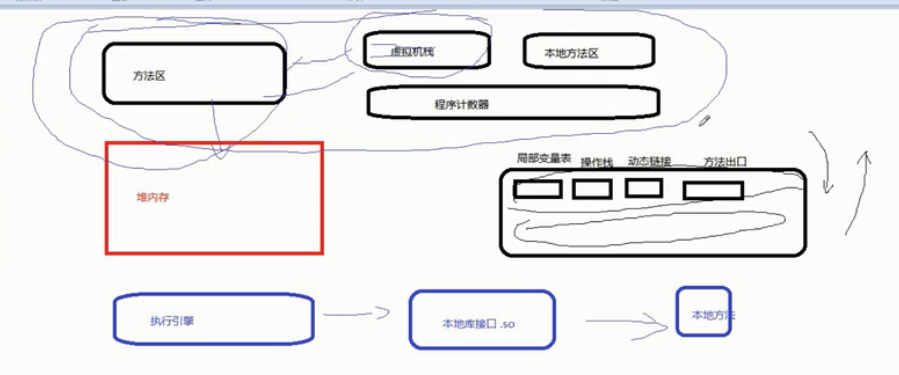 方法区
虚拟机栈
本地方法区
程序计数器
局部变量表
操作栈
动态链接
方法出口
堆内存
执行引擎
本地库接口 .so
本地方法